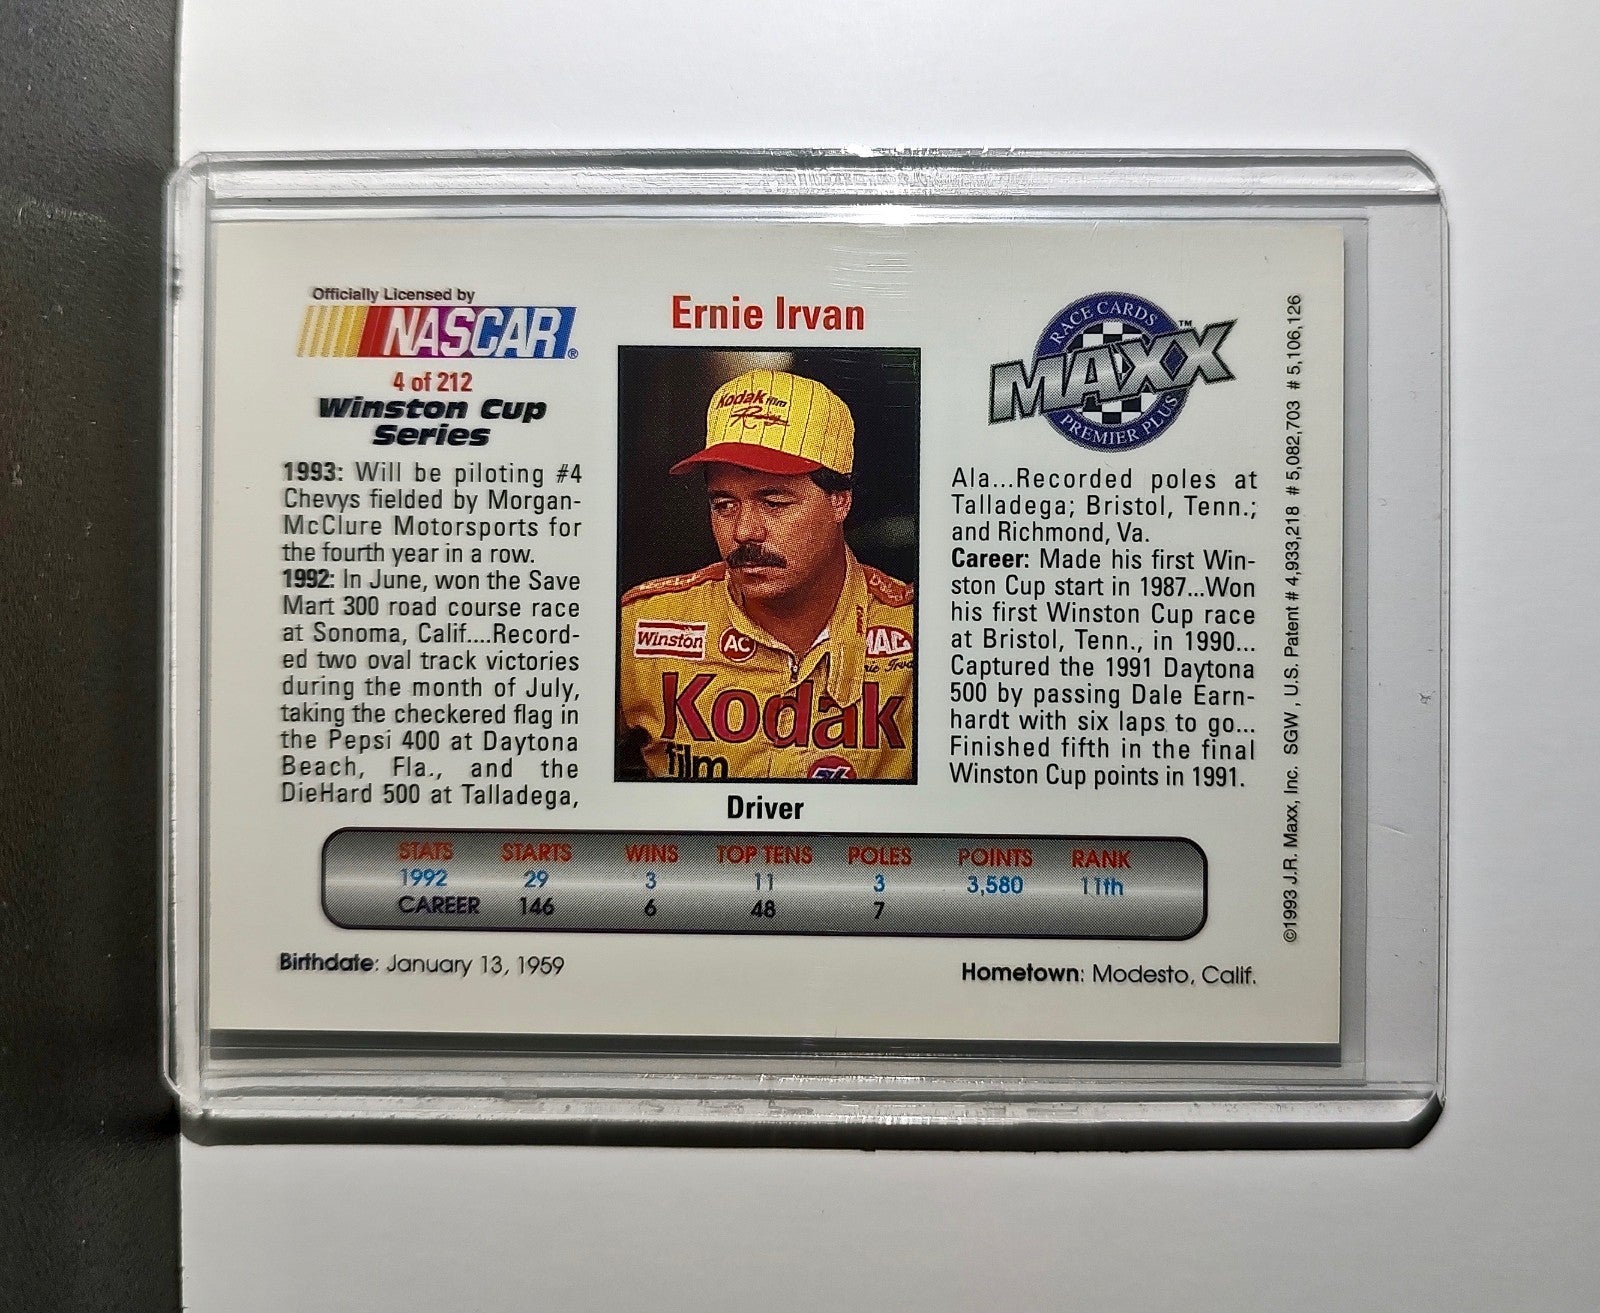 Officially Licensed by
NASCAR®
4 of 212
Winston Cup
Series
1993: Will be piloting #4
Chevys fielded by Morgan-
McClure Motorsports for
the fourth year in a row.
1992: In June, won the Save
Mart 300 road course race
at Sonoma, Calif....Record-
ed two oval track victories
during the month of July,
taking the checkered flag in
the Pepsi 400 at Daytona
Beach, Fla., and the
DieHard 500 at Talladega,
Ernie Irvan
Kodak film
Racing
Winston
AC
MAC
Kodak
film
76
Driver
RACE CARDS
MAXX™
PREMIER PLUS
Ala...Recorded poles at
Talladega; Bristol, Tenn.;
and Richmond, Va.
Career: Made his first Win-
ston Cup start in 1987...Won
his first Winston Cup race
at Bristol, Tenn., in 1990...
Captured the 1991 Daytona
500 by passing Dale Earn-
hardt with six laps to go...
Finished fifth in the final
Winston Cup points in 1991.
STATS STARTS WINS TOP TENS POLES POINTS RANK
1992 29 3 11 3 3,580 11th
CAREER 146 6 48 7
Birthdate: January 13, 1959
Hometown: Modesto, Calif.
©1993 J.R. Maxx, Inc. SGW , U.S. Patent # 4,933,218 # 5,082,703 # 5,106,126